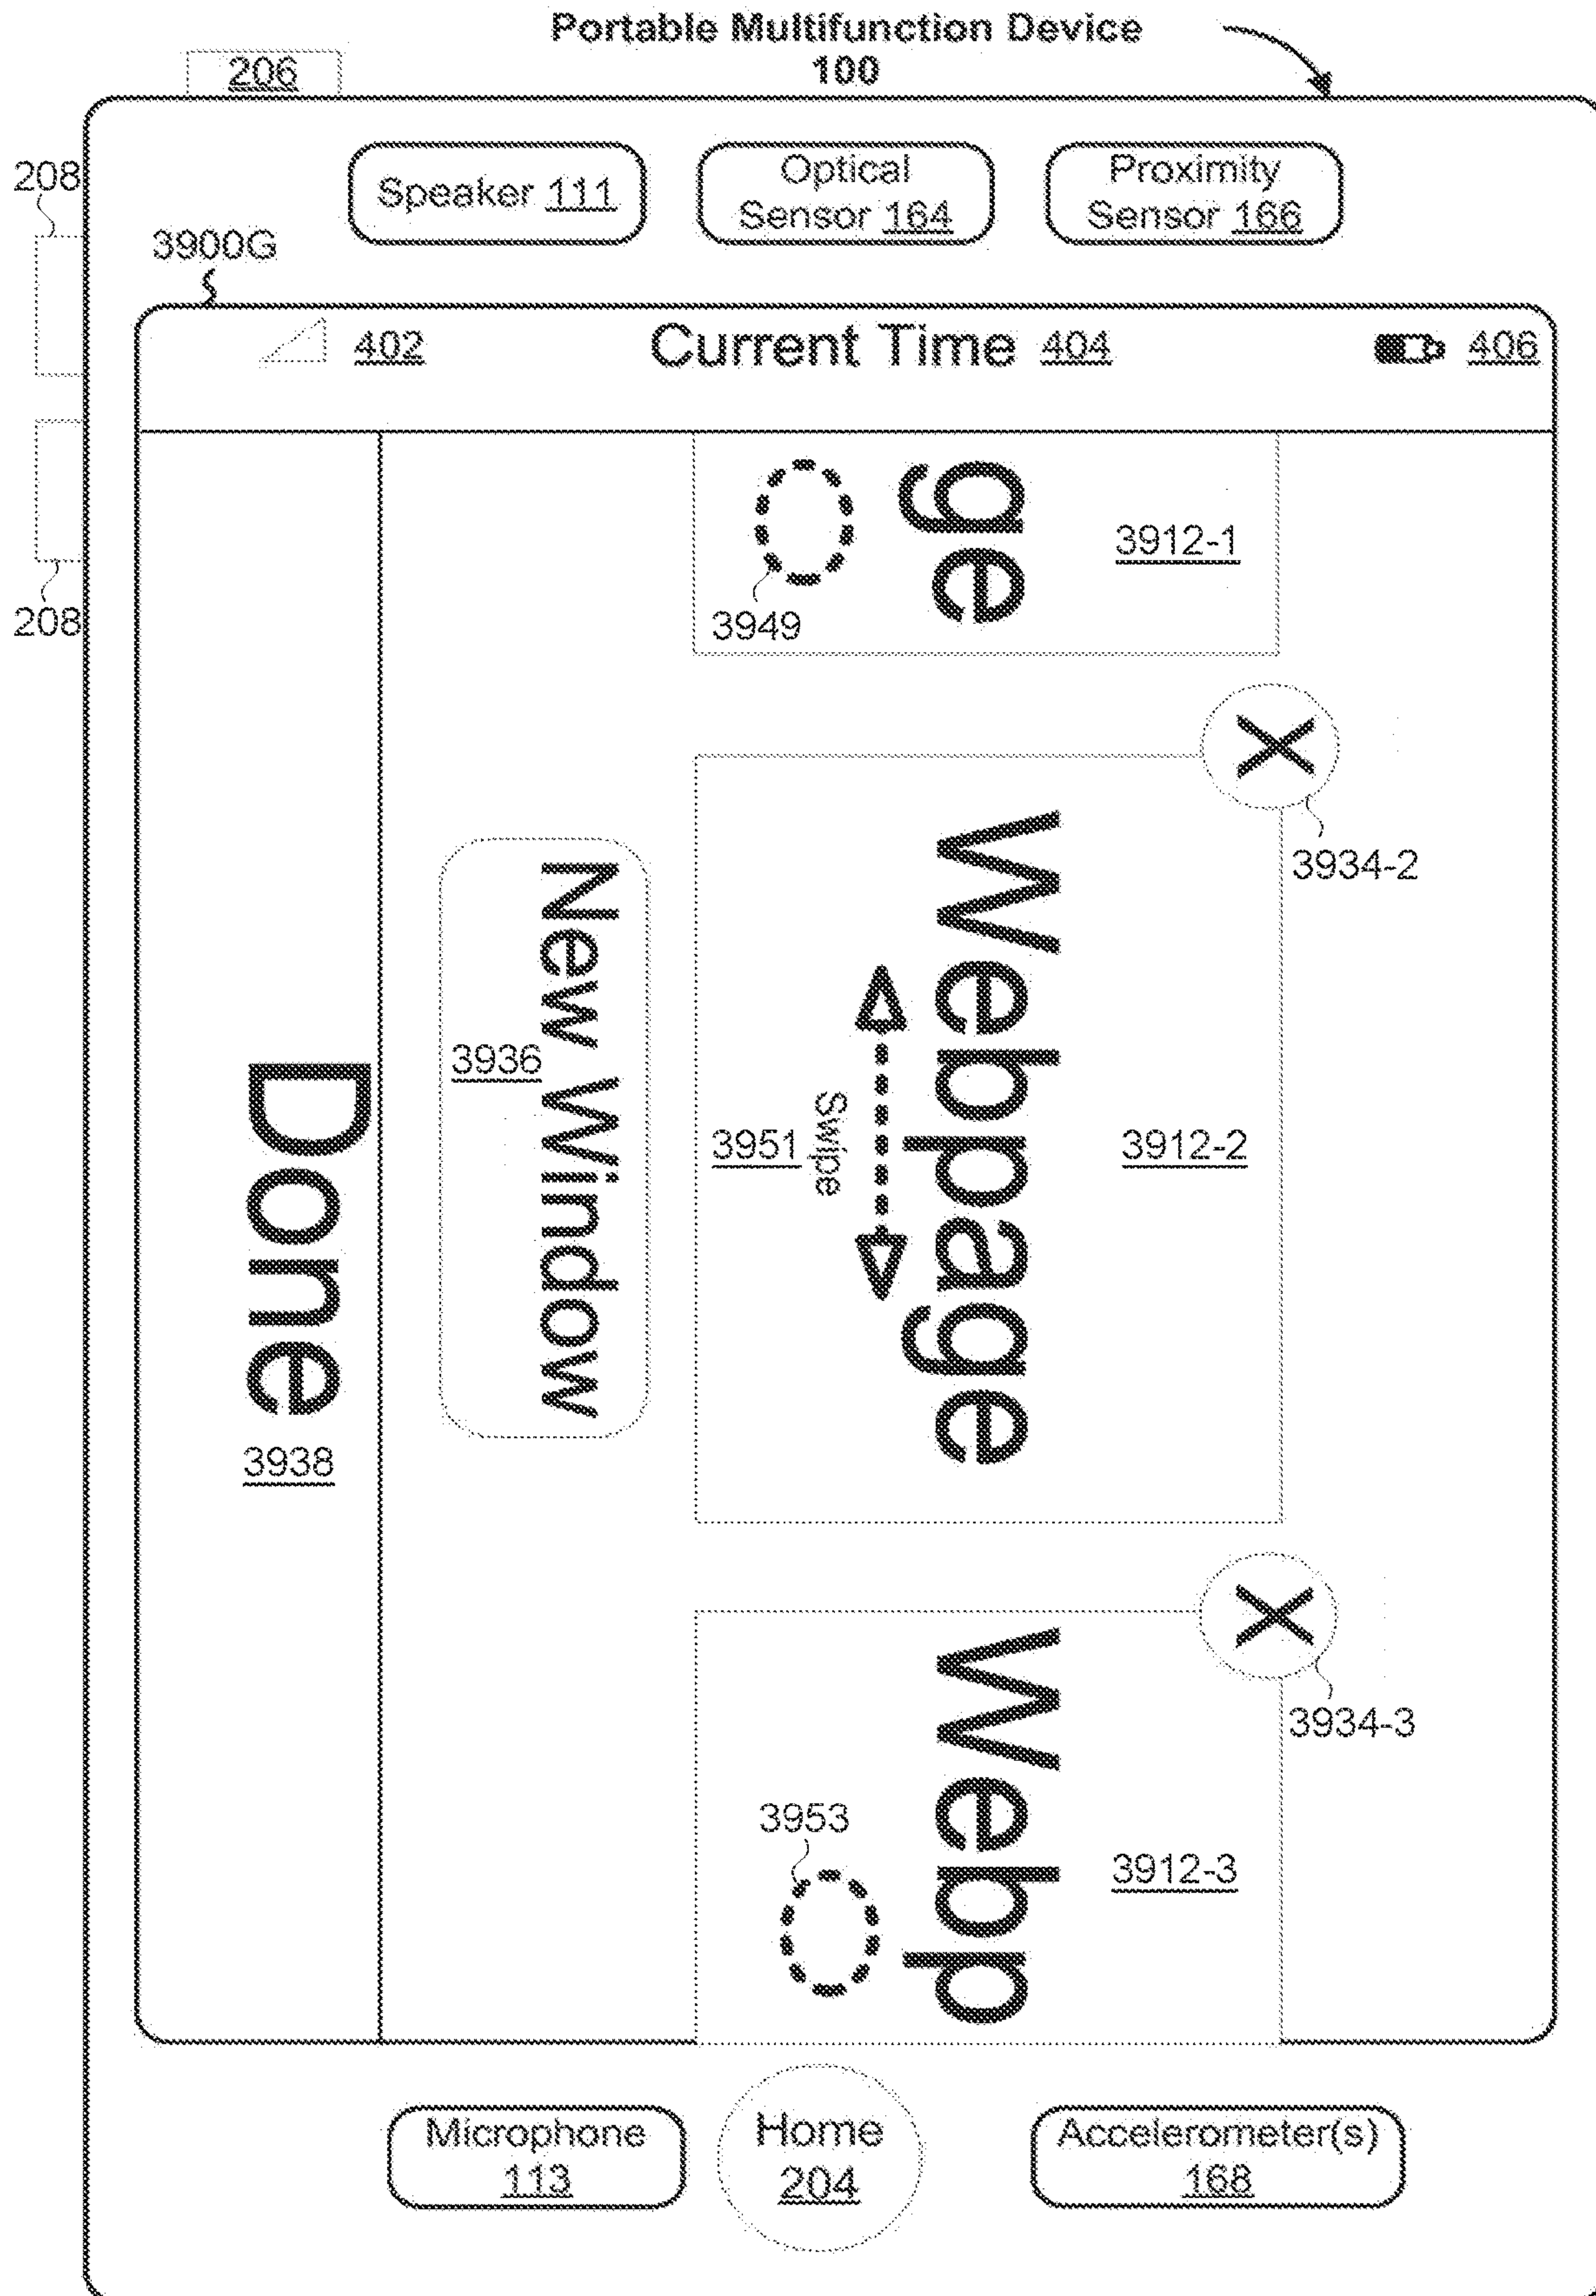 Portable Multifunction Device
100
206
208
Speaker 111
Optical
Sensor 164
Proximity
Sensor 166
3900G
402
Current Time 404
406
208
ge
3912-1
3949
X
3934-2
Webpage
3912-2
Swipe
3951
New Window
3936
Done
3938
X
3934-3
Webp
3912-3
3953
Microphone
113
Home
204
Accelerometer(s)
168